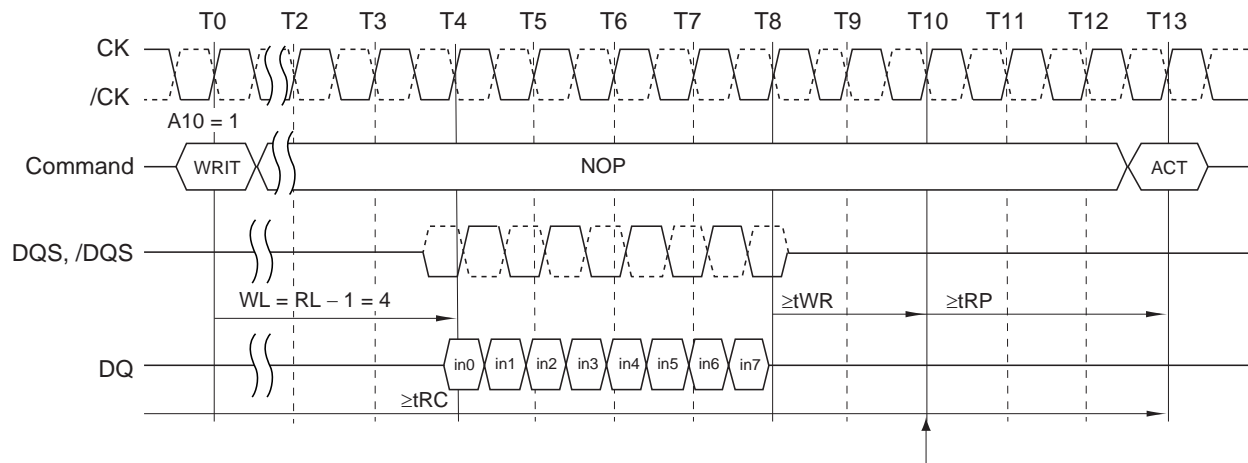 T0 T2 T3 T4 T5 T6 T7 T8 T9 T10 T11 T12 T13
CK
/CK
A10 = 1
Command WRIT NOP ACT
DQS, /DQS
WL = RL − 1 = 4 ≥tWR ≥tRP
DQ in0 in1 in2 in3 in4 in5 in6 in7
≥tRC